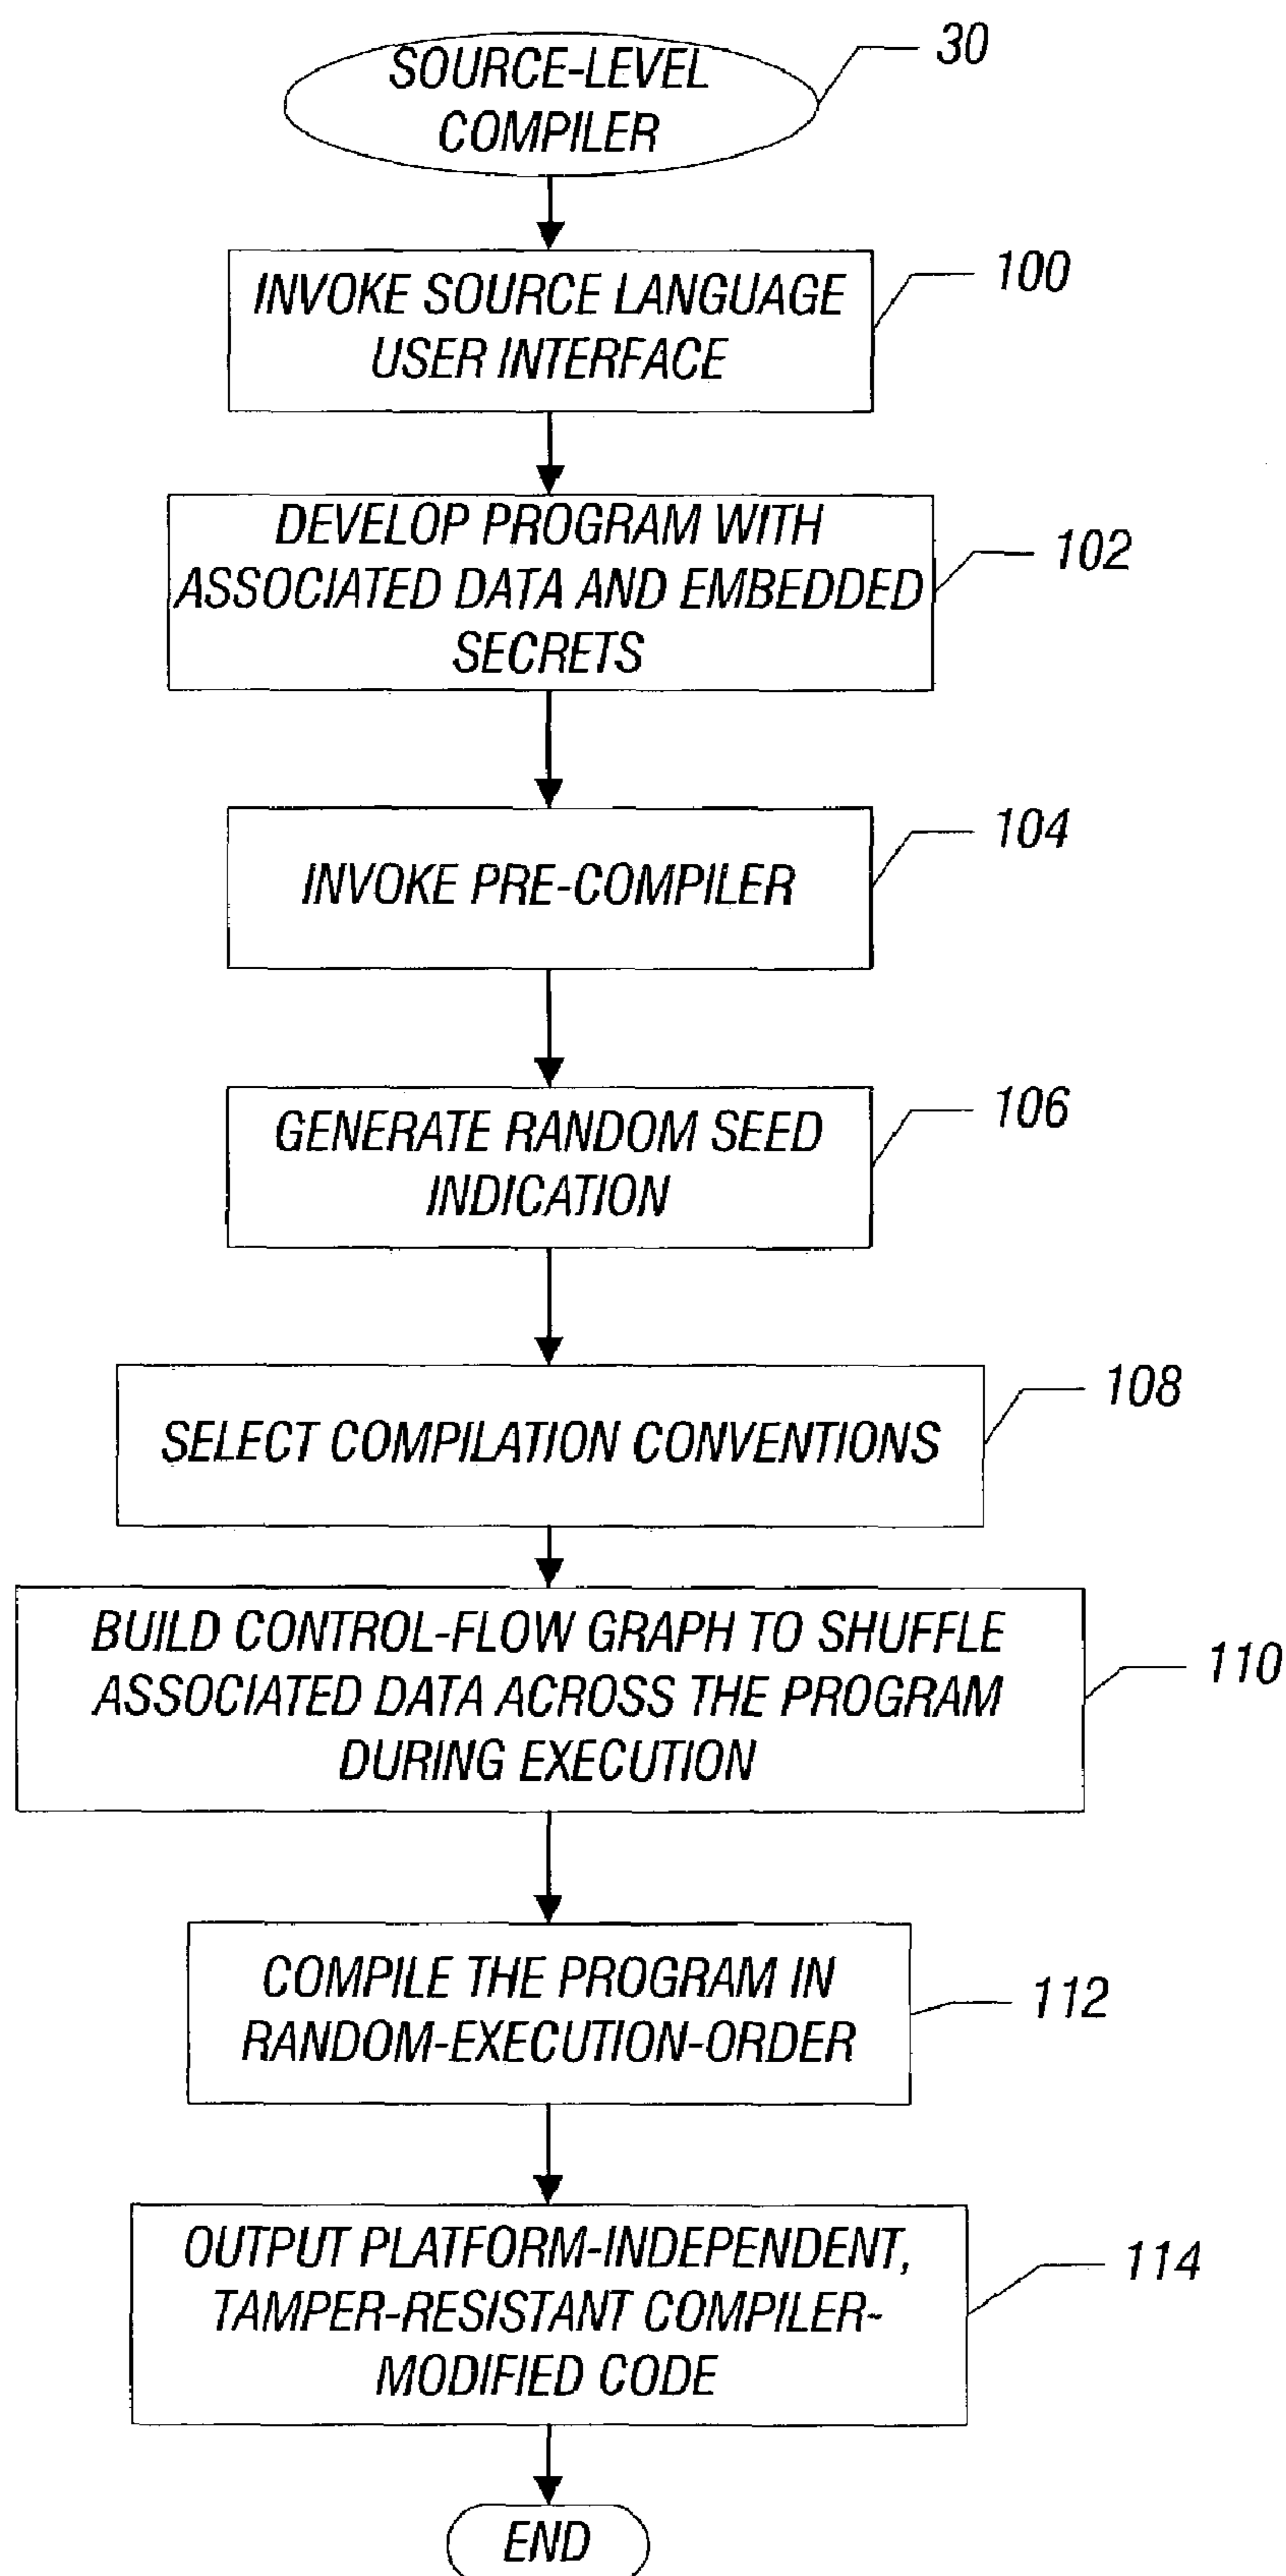 SOURCE-LEVEL
COMPILER
30
INVOKE SOURCE LANGUAGE
USER INTERFACE
100
DEVELOP PROGRAM WITH
ASSOCIATED DATA AND EMBEDDED
SECRETS
102
INVOKE PRE-COMPILER
104
GENERATE RANDOM SEED
INDICATION
106
SELECT COMPILATION CONVENTIONS
108
BUILD CONTROL-FLOW GRAPH TO SHUFFLE
ASSOCIATED DATA ACROSS THE PROGRAM
DURING EXECUTION
110
COMPILE THE PROGRAM IN
RANDOM-EXECUTION-ORDER
112
OUTPUT PLATFORM-INDEPENDENT,
TAMPER-RESISTANT COMPILER-
MODIFIED CODE
114
END